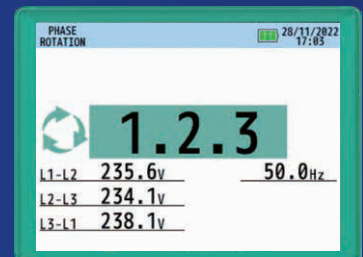 PHASE
ROTATION
28/11/2022
17:03
1.2.3
L1-L2 235.6V 50.0Hz
L2-L3 234.1V
L3-L1 238.1V